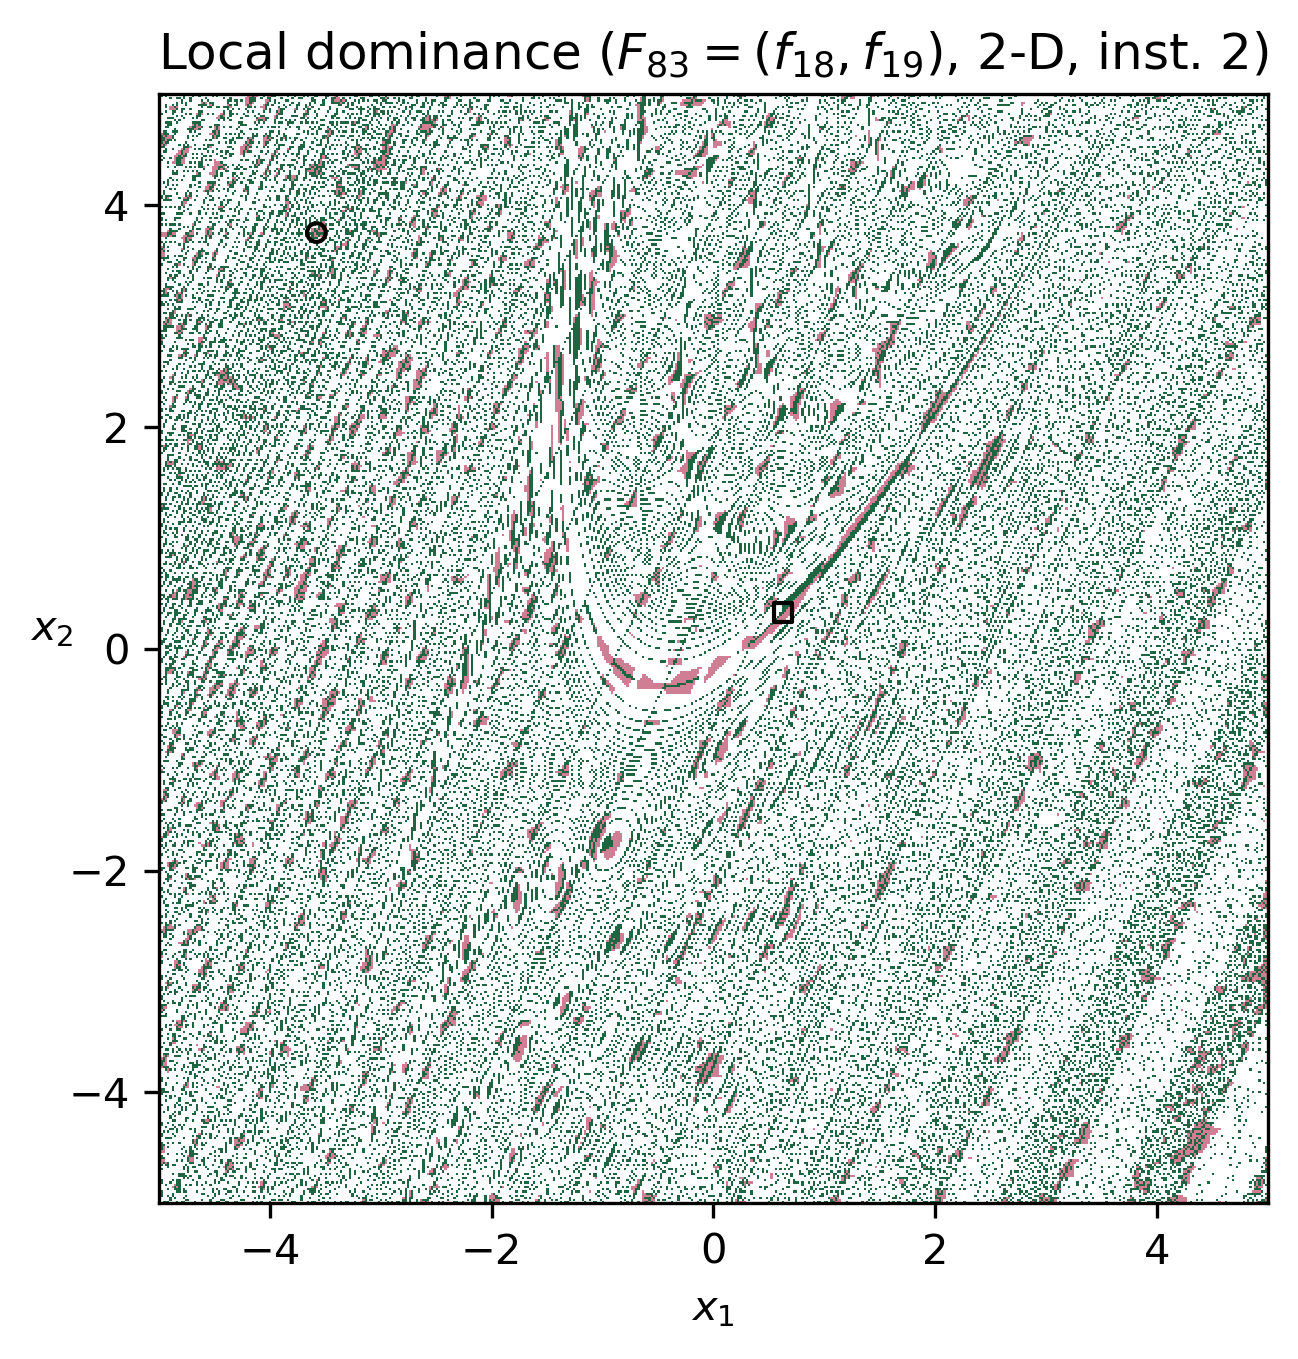 Local dominance (F₈₃ = (f₁₈, f₁₉), 2-D, inst. 2)
4
2
x₂
0
−2
−4
−4 −2 0 2 4
x₁